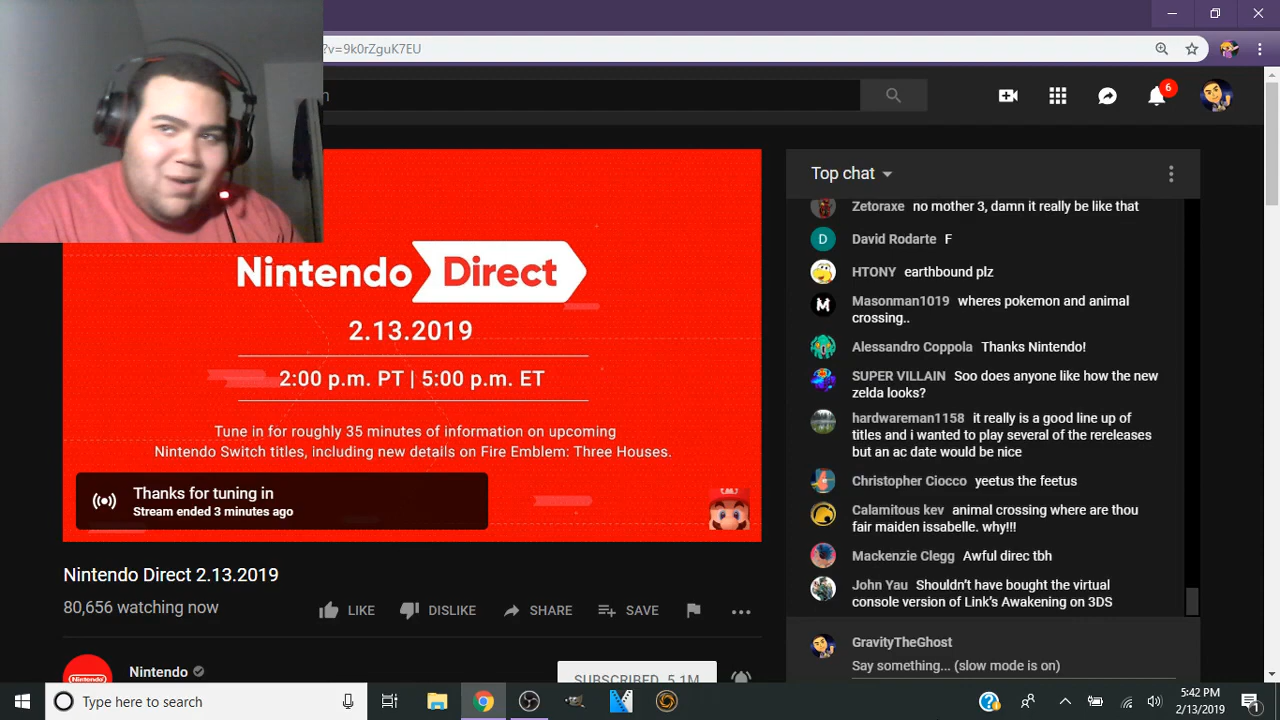 ?v=9k0rZguK7EU
6
Nintendo Direct
2.13.2019
2:00 p.m. PT | 5:00 p.m. ET
Tune in for roughly 35 minutes of information on upcoming
Nintendo Switch titles, including new details on Fire Emblem: Three Houses.
Thanks for tuning in
Stream ended 3 minutes ago
Nintendo Direct 2.13.2019
80,656 watching now
LIKE DISLIKE SHARE SAVE
Nintendo
Nintendo
SUBSCRIBED 5.1M
Top chat
Zetoraxe no mother 3, damn it really be like that
D David Rodarte F
HTONY earthbound plz
Masonman1019 wheres pokemon and animal
crossing..
Alessandro Coppola Thanks Nintendo!
SUPER VILLAIN Soo does anyone like how the new
zelda looks?
hardwareman1158 it really is a good line up of
titles and i wanted to play several of the rereleases
but an ac date would be nice
Christopher Ciocco yeetus the feetus
Calamitous kev animal crossing where are thou
fair maiden issabelle. why!!!
Mackenzie Clegg Awful direc tbh
John Yau Shouldn't have bought the virtual
console version of Link's Awakening on 3DS
GravityTheGhost
Say something... (slow mode is on)
Type here to search
5:42 PM
2/13/2019
1